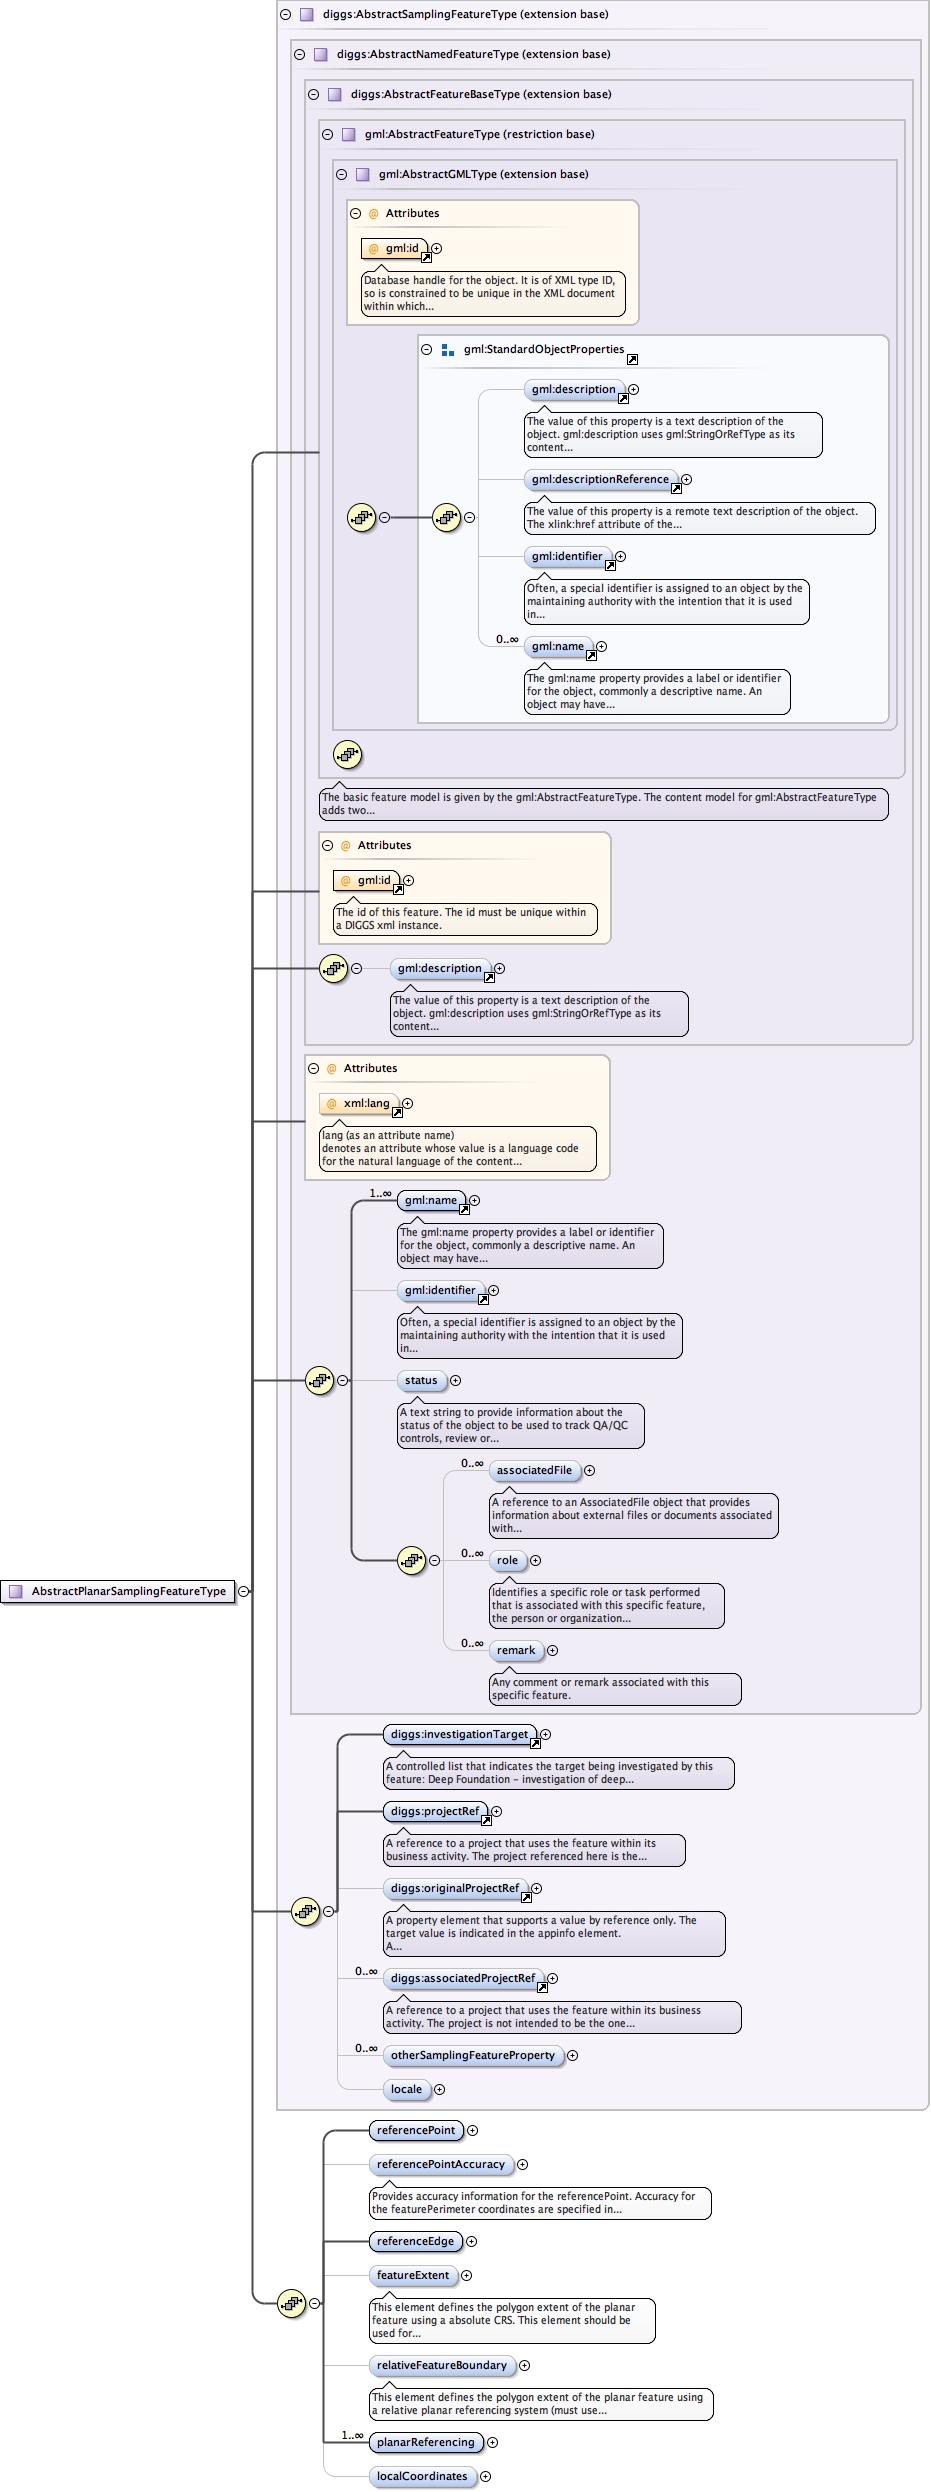 diggs:AbstractSamplingFeatureType (extension base)
diggs:AbstractNamedFeatureType (extension base)
diggs:AbstractFeatureBaseType (extension base)
gml:AbstractFeatureType (restriction base)
gml:AbstractGMLType (extension base)
@ Attributes
@ gml:id
Database handle for the object. It is of XML type ID,
so is constrained to be unique in the XML document
within which...
gml:StandardObjectProperties
gml:description
The value of this property is a text description of the
object. gml:description uses gml:StringOrRefType as its
content...
gml:descriptionReference
The value of this property is a remote text description of the object.
The xlink:href attribute of the...
gml:identifier
Often, a special identifier is assigned to an object by the
maintaining authority with the intention that it is used
in...
0..∞ gml:name
The gml:name property provides a label or identifier
for the object, commonly a descriptive name. An
object may have...
The basic feature model is given by the gml:AbstractFeatureType. The content model for gml:AbstractFeatureType
adds two...
@ Attributes
@ gml:id
The id of this feature. The id must be unique within
a DIGGS xml instance.
gml:description
The value of this property is a text description of the
object. gml:description uses gml:StringOrRefType as its
content...
@ Attributes
@ xml:lang
lang (as an attribute name)
denotes an attribute whose value is a language code
for the natural language of the content...
1..∞ gml:name
The gml:name property provides a label or identifier
for the object, commonly a descriptive name. An
object may have...
gml:identifier
Often, a special identifier is assigned to an object by the
maintaining authority with the intention that it is used
in...
status
A text string to provide information about the
status of the object to be used to track QA/QC
controls, review or...
0..∞ associatedFile
A reference to an AssociatedFile object that provides
information about external files or documents associated
with...
0..∞ role
Identifies a specific role or task performed
that is associated with this specific feature,
the person or organization...
AbstractPlanarSamplingFeatureType
0..∞ remark
Any comment or remark associated with this
specific feature.
diggs:investigationTarget
A controlled list that indicates the target being investigated by this
feature: Deep Foundation - investigation of deep...
diggs:projectRef
A reference to a project that uses the feature within its
business activity. The project referenced here is the...
diggs:originalProjectRef
A property element that supports a value by reference only. The
target value is indicated in the appinfo element.
A...
0..∞ diggs:associatedProjectRef
A reference to a project that uses the feature within its business
activity. The project is not intended to be the one...
0..∞ otherSamplingFeatureProperty
locale
referencePoint
referencePointAccuracy
Provides accuracy information for the referencePoint. Accuracy for
the featurePerimeter coordinates are specified in...
referenceEdge
featureExtent
This element defines the polygon extent of the planar
feature using a absolute CRS. This element should be
used for...
relativeFeatureBoundary
This element defines the polygon extent of the planar feature using
a relative planar referencing system (must use...
1..∞ planarReferencing
localCoordinates